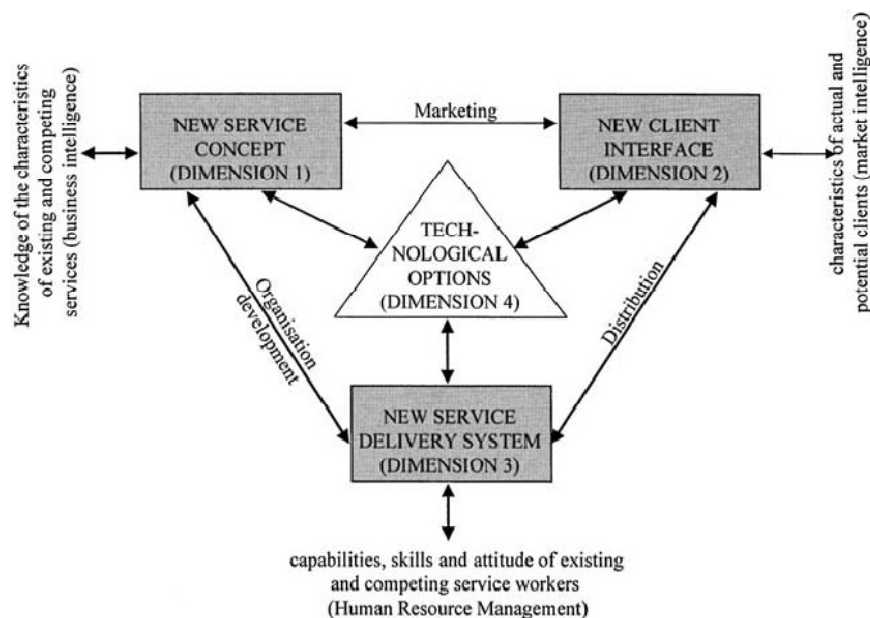 Knowledge of the characteristics
of existing and competing
services (business intelligence)
NEW SERVICE
CONCEPT
(DIMENSION 1)
Marketing
NEW CLIENT
INTERFACE
(DIMENSION 2)
characteristics of actual and
potential clients (market intelligence)
TECH-
NOLOGICAL
OPTIONS
(DIMENSION 4)
Organisation
development
Distribution
NEW SERVICE
DELIVERY SYSTEM
(DIMENSION 3)
capabilities, skills and attitude of existing
and competing service workers
(Human Resource Management)